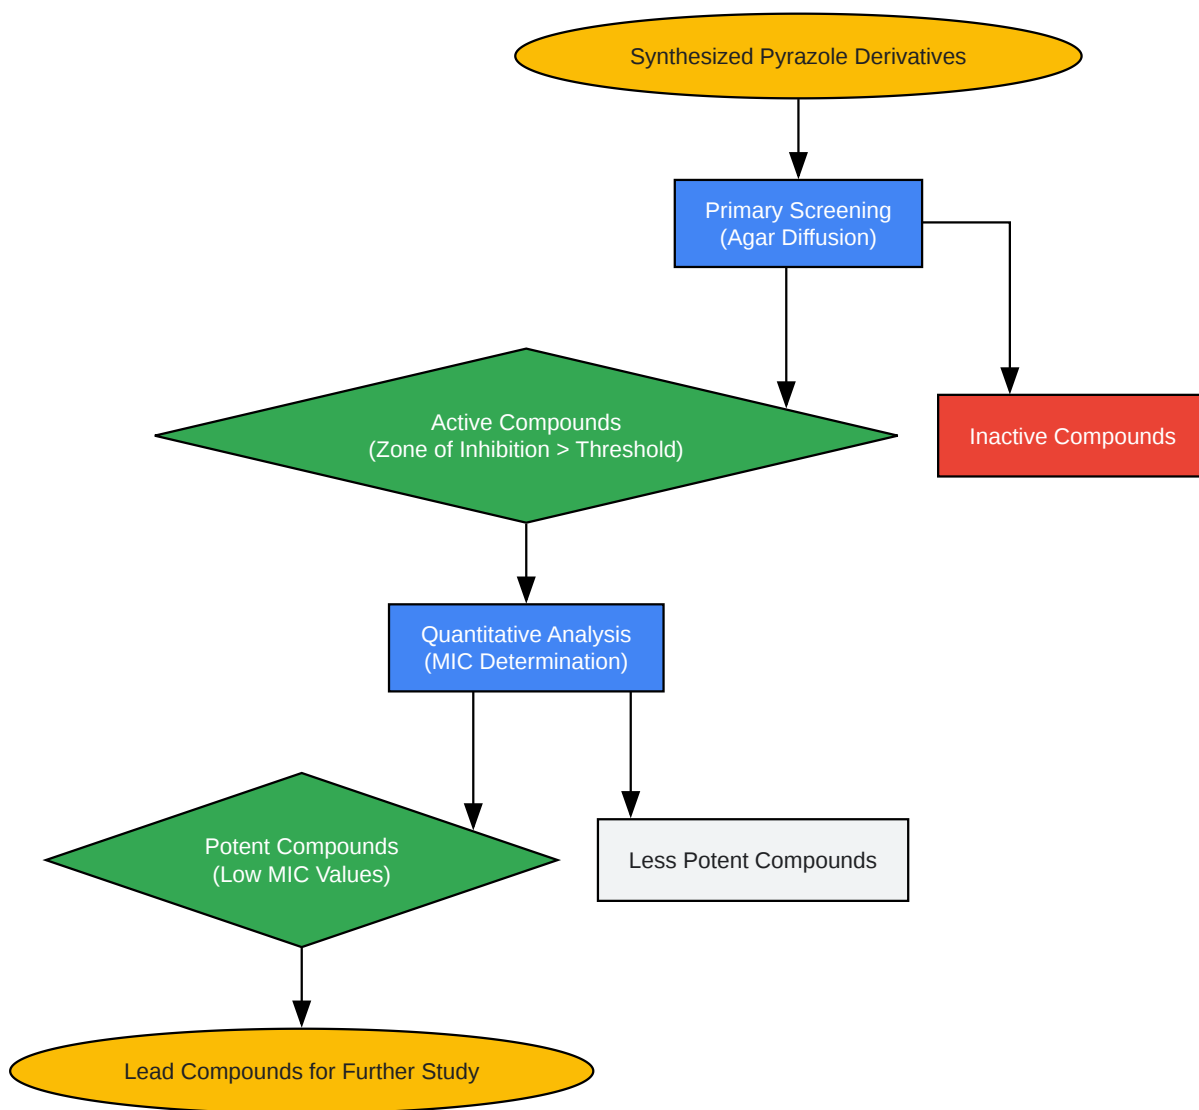 Synthesized Pyrazole Derivatives
Primary Screening
(Agar Diffusion)
Active Compounds
(Zone of Inhibition > Threshold)
Inactive Compounds
Quantitative Analysis
(MIC Determination)
Potent Compounds
(Low MIC Values)
Less Potent Compounds
Lead Compounds for Further Study